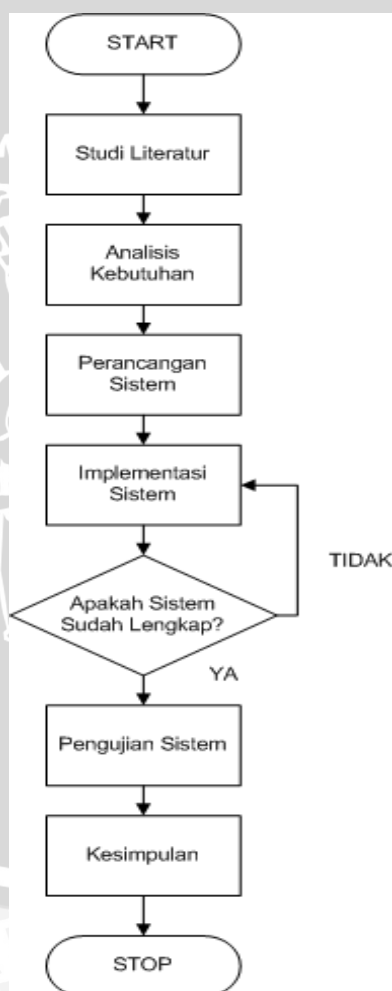 START
Studi Literatur
Analisis
Kebutuhan
Perancangan
Sistem
Implementasi
Sistem
TIDAK
Apakah Sistem
Sudah Lengkap?
YA
Pengujian Sistem
Kesimpulan
STOP